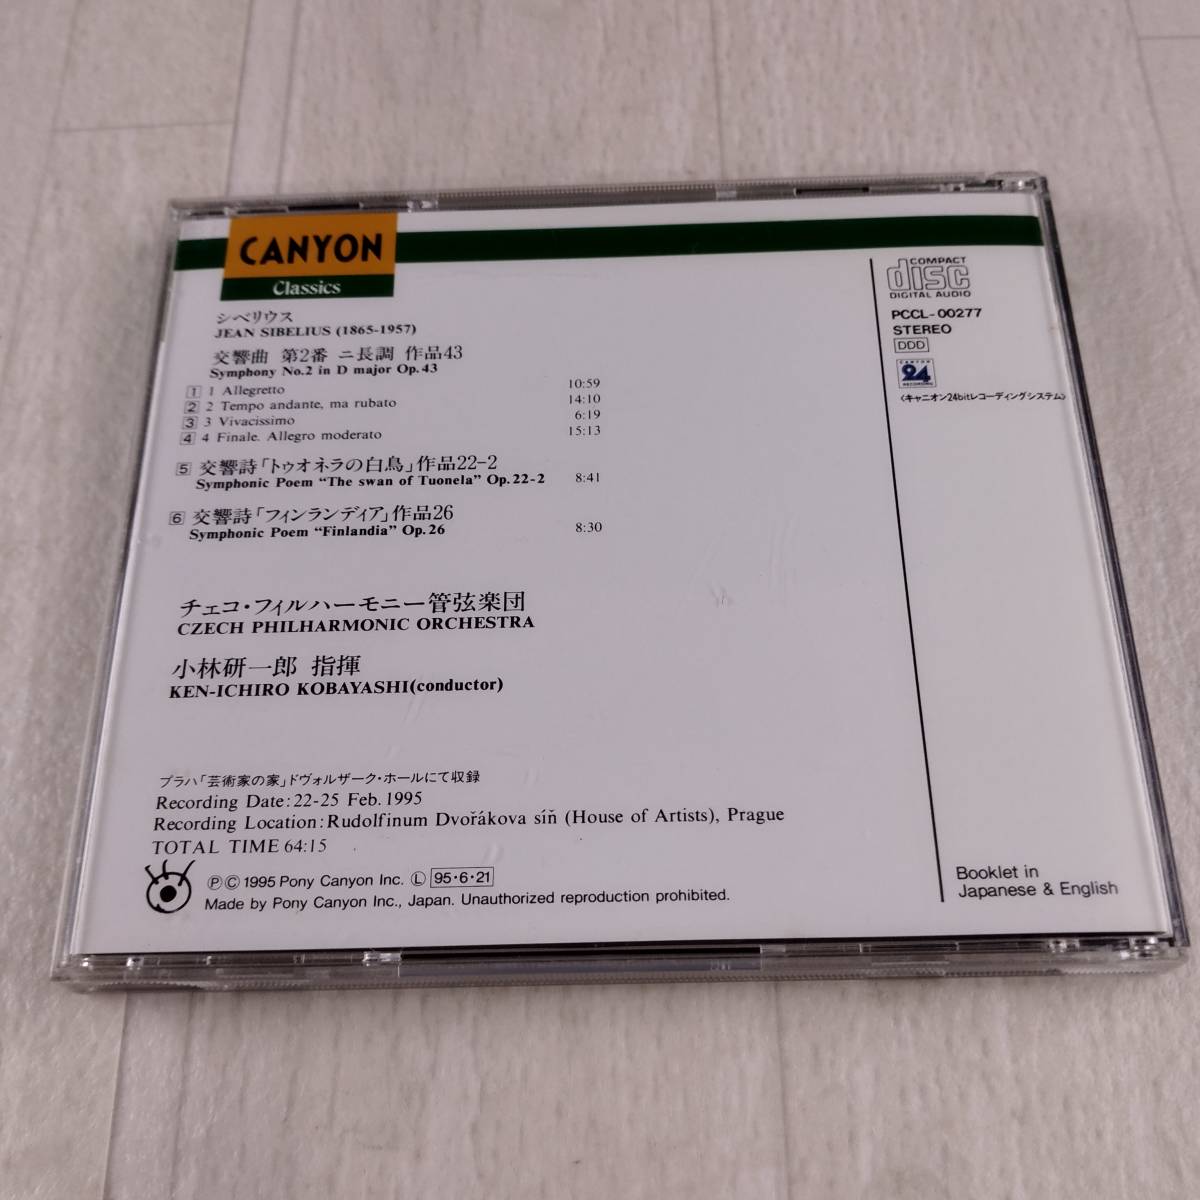 CANYON
Classics
シベリウス
JEAN SIBELIUS (1865-1957)
交響曲 第2番 ニ長調 作品43
Symphony No.2 in D major Op.43
1 1 Allegretto 10:59
2 2 Tempo andante, ma rubato 14:10
3 3 Vivacissimo 6:19
4 4 Finale. Allegro moderato 15:13
5 交響詩「トゥオネラの白鳥」作品22-2
Symphonic Poem “The swan of Tuonela” Op.22-2 8:41
6 交響詩「フィンランディア」作品26
Symphonic Poem “Finlandia” Op.26 8:30
チェコ・フィルハーモニー管弦楽団
CZECH PHILHARMONIC ORCHESTRA
小林研一郎 指揮
KEN-ICHIRO KOBAYASHI(conductor)
プラハ「芸術家の家」ドヴォルザーク・ホールにて収録
Recording Date:22-25 Feb.1995
Recording Location:Rudolfinum Dvořákova síň (House of Artists), Prague
TOTAL TIME 64:15
Ⓟ© 1995 Pony Canyon Inc. Ⓛ 95・6・21
Made by Pony Canyon Inc., Japan. Unauthorized reproduction prohibited.
COMPACT
disc
DIGITAL AUDIO
PCCL-00277
STEREO
DDD
CANYON
24
RECORDING
〈キャニオン24bitレコーディングシステム〉
Booklet in
Japanese & English